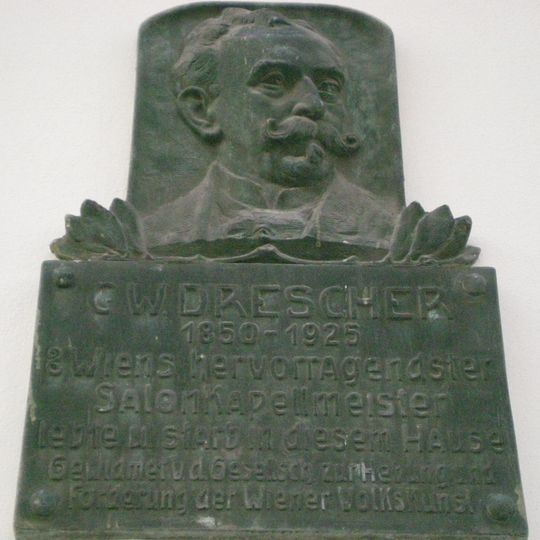 C. W. DRESCHER
1850-1925
Wiens hervorragendster
Salonkapellmeister
lebte u. starb in diesem Hause
Gewidmet v. d. Gesellsch. zur Hebung und
Förderung der Wiener Volkskunst